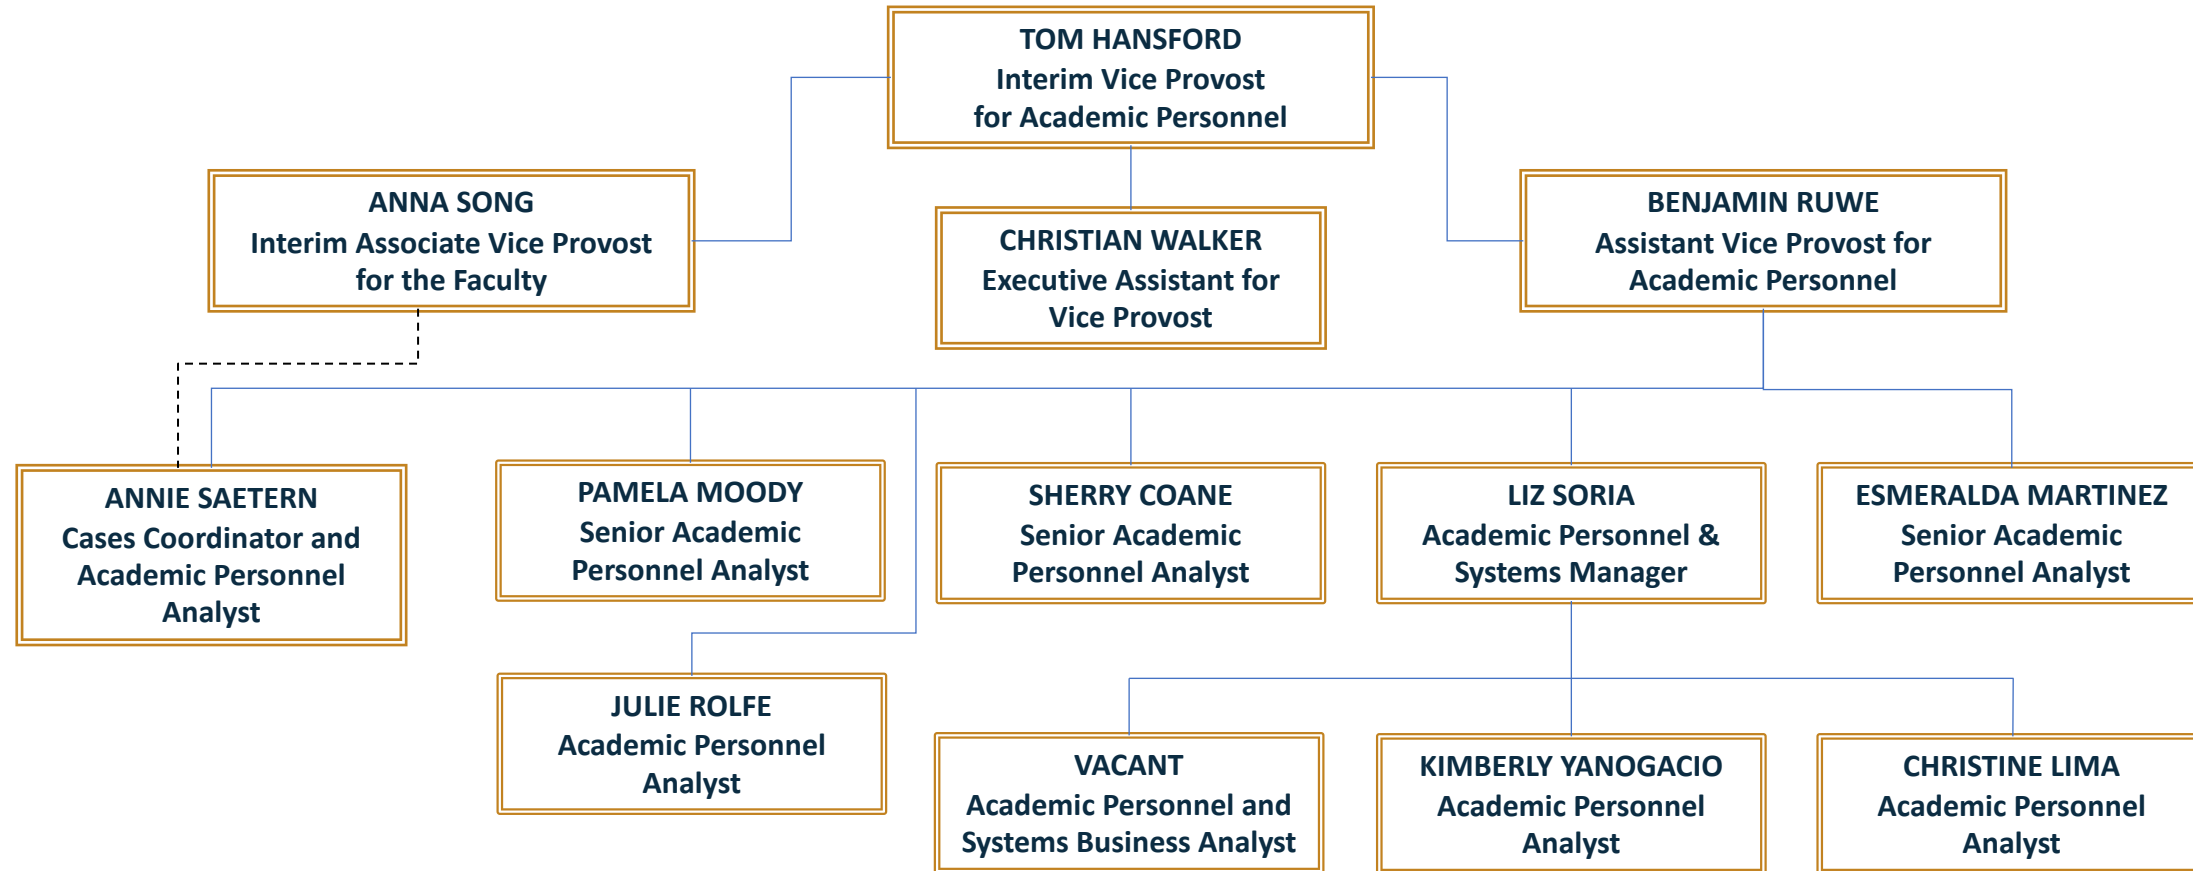 TOM HANSFORD
Interim Vice Provost
for Academic Personnel
ANNA SONG
Interim Associate Vice Provost
for the Faculty
CHRISTIAN WALKER
Executive Assistant for
Vice Provost
BENJAMIN RUWE
Assistant Vice Provost for
Academic Personnel
ANNIE SAETERN
Cases Coordinator and
Academic Personnel
Analyst
PAMELA MOODY
Senior Academic
Personnel Analyst
SHERRY COANE
Senior Academic
Personnel Analyst
LIZ SORIA
Academic Personnel &
Systems Manager
ESMERALDA MARTINEZ
Senior Academic
Personnel Analyst
JULIE ROLFE
Academic Personnel
Analyst
VACANT
Academic Personnel and
Systems Business Analyst
KIMBERLY YANOGACIO
Academic Personnel
Analyst
CHRISTINE LIMA
Academic Personnel
Analyst